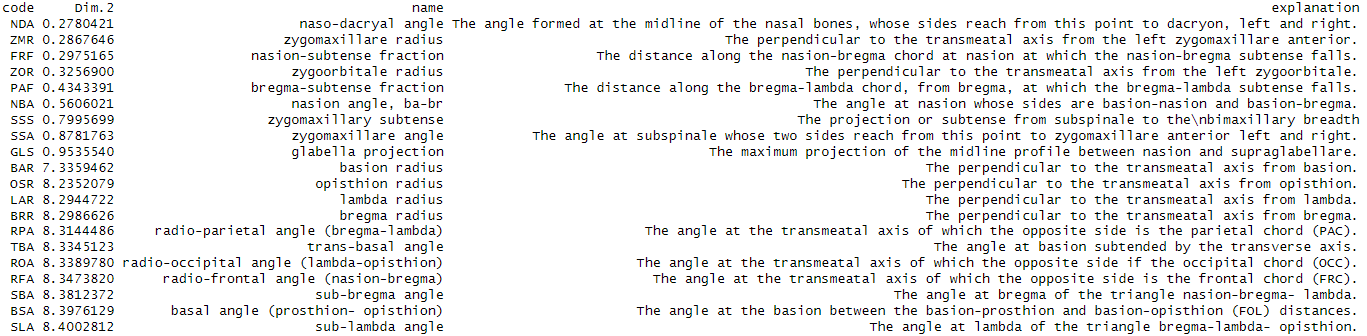 code Dim.2 name explanation
NDA 0.2780421 naso-dacryal angle The angle formed at the midline of the nasal bones, whose sides reach from this point to dacryon, left and right.
ZMR 0.2867646 zygomaxillare radius The perpendicular to the transmeatal axis from the left zygomaxillare anterior.
FRF 0.2975165 nasion-subtense fraction The distance along the nasion-bregma chord at nasion at which the nasion-bregma subtense falls.
ZOR 0.3256900 zygoorbitale radius The perpendicular to the transmeatal axis from the left zygoorbitale.
PAF 0.4343391 bregma-subtense fraction The distance along the bregma-lambda chord, from bregma, at which the bregma-lambda subtense falls.
NBA 0.5606021 nasion angle, ba-br The angle at nasion whose sides are basion-nasion and basion-bregma.
SSS 0.7995699 zygomaxillary subtense The projection or subtense from subspinale to the\nbimaxillary breadth
SSA 0.8781763 zygomaxillare angle The angle at subspinale whose two sides reach from this point to zygomaxillare anterior left and right.
GLS 0.9535540 glabella projection The maximum projection of the midline profile between nasion and supraglabellare.
BAR 7.3359462 basion radius The perpendicular to the transmeatal axis from basion.
OSR 8.2352079 opisthion radius The perpendicular to the transmeatal axis from opisthion.
LAR 8.2944722 lambda radius The perpendicular to the transmeatal axis from lambda.
BRR 8.2986626 bregma radius The perpendicular to the transmeatal axis from bregma.
RPA 8.3144486 radio-parietal angle (bregma-lambda) The angle at the transmeatal axis of which the opposite side is the parietal chord (PAC).
TBA 8.3345123 trans-basal angle The angle at basion subtended by the transverse axis.
ROA 8.3389780 radio-occipital angle (lambda-opisthion) The angle at the transmeatal axis of which the opposite side if the occipital chord (OCC).
RFA 8.3473820 radio-frontal angle (nasion-bregma) The angle at the transmeatal axis of which the opposite side is the frontal chord (FRC).
SBA 8.3812372 sub-bregma angle The angle at bregma of the triangle nasion-bregma- lambda.
BSA 8.3976129 basal angle (prosthion- opisthion) The angle at the basion between the basion-prosthion and basion-opisthion (FOL) distances.
SLA 8.4002812 sub-lambda angle The angle at lambda of the triangle bregma-lambda- opisthion.